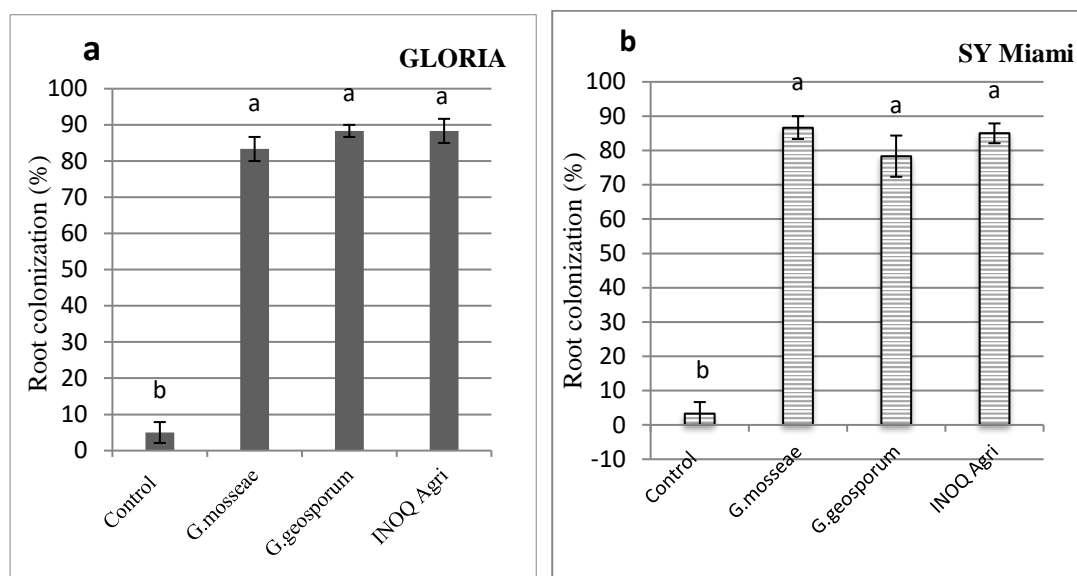 a
GLORIA
Root colonization (%)
100
90
80
70
60
50
40
30
20
10
0
a
a
a
b
Control
G.mosseae
G.geosporum
INOQ Agri
b
SY Miami
Root colonization (%)
100
90
80
70
60
50
40
30
20
10
0
-10
a
a
a
b
Control
G.mosseae
G.geosporum
INOQ Agri